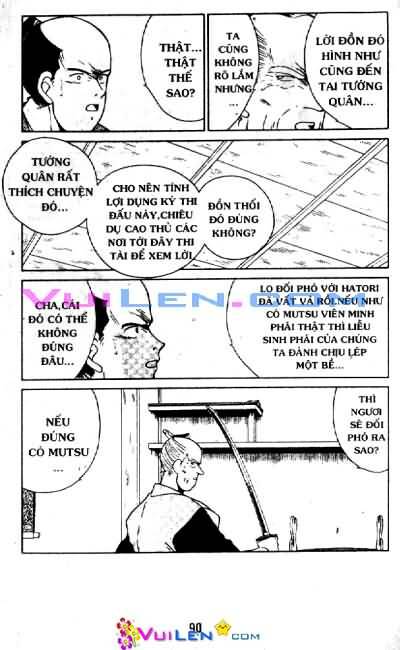 LỜI ĐỒN ĐÓ
HÌNH NHƯ
CŨNG ĐẾN
TAI TƯỚNG
QUÂN...
TA
CŨNG
KHÔNG
RÕ LẮM
NHƯNG
...
THẬT...
THẬT
THẾ
SAO?
ĐỒN THỔI
ĐÓ ĐÚNG
KHÔNG?
CHO NÊN TÍNH
LỢI DỤNG KỲ THI
ĐẤU NÀY,CHIÊU
DỤ CAO THỦ CÁC
NƠI TỚI ĐÂY THI
TÀI ĐỂ XEM LỜI
TƯỚNG
QUÂN RẤT
THÍCH CHUYỆN
ĐÓ...
LO ĐỐI PHÓ VỚI HATORI
ĐÃ VẤT VẢ RỒI.NẾU NHƯ
CÓ MUTSU VIÊN MINH
PHÁI THẬT THÌ LIỄU
SINH PHÁI CỦA CHÚNG
TA ĐÀNH CHỊU LÉP
MỘT BỀ...
CHA,CÁI
ĐÓ CÓ THỂ
KHÔNG
ĐÚNG
ĐÂU...
VUILEN.COM
THÌ
NGƯƠI
SẼ ĐỐI
PHÓ RA
SAO?
NẾU
ĐÚNG
CÓ MUTSU
...
90
VUILEN.COM